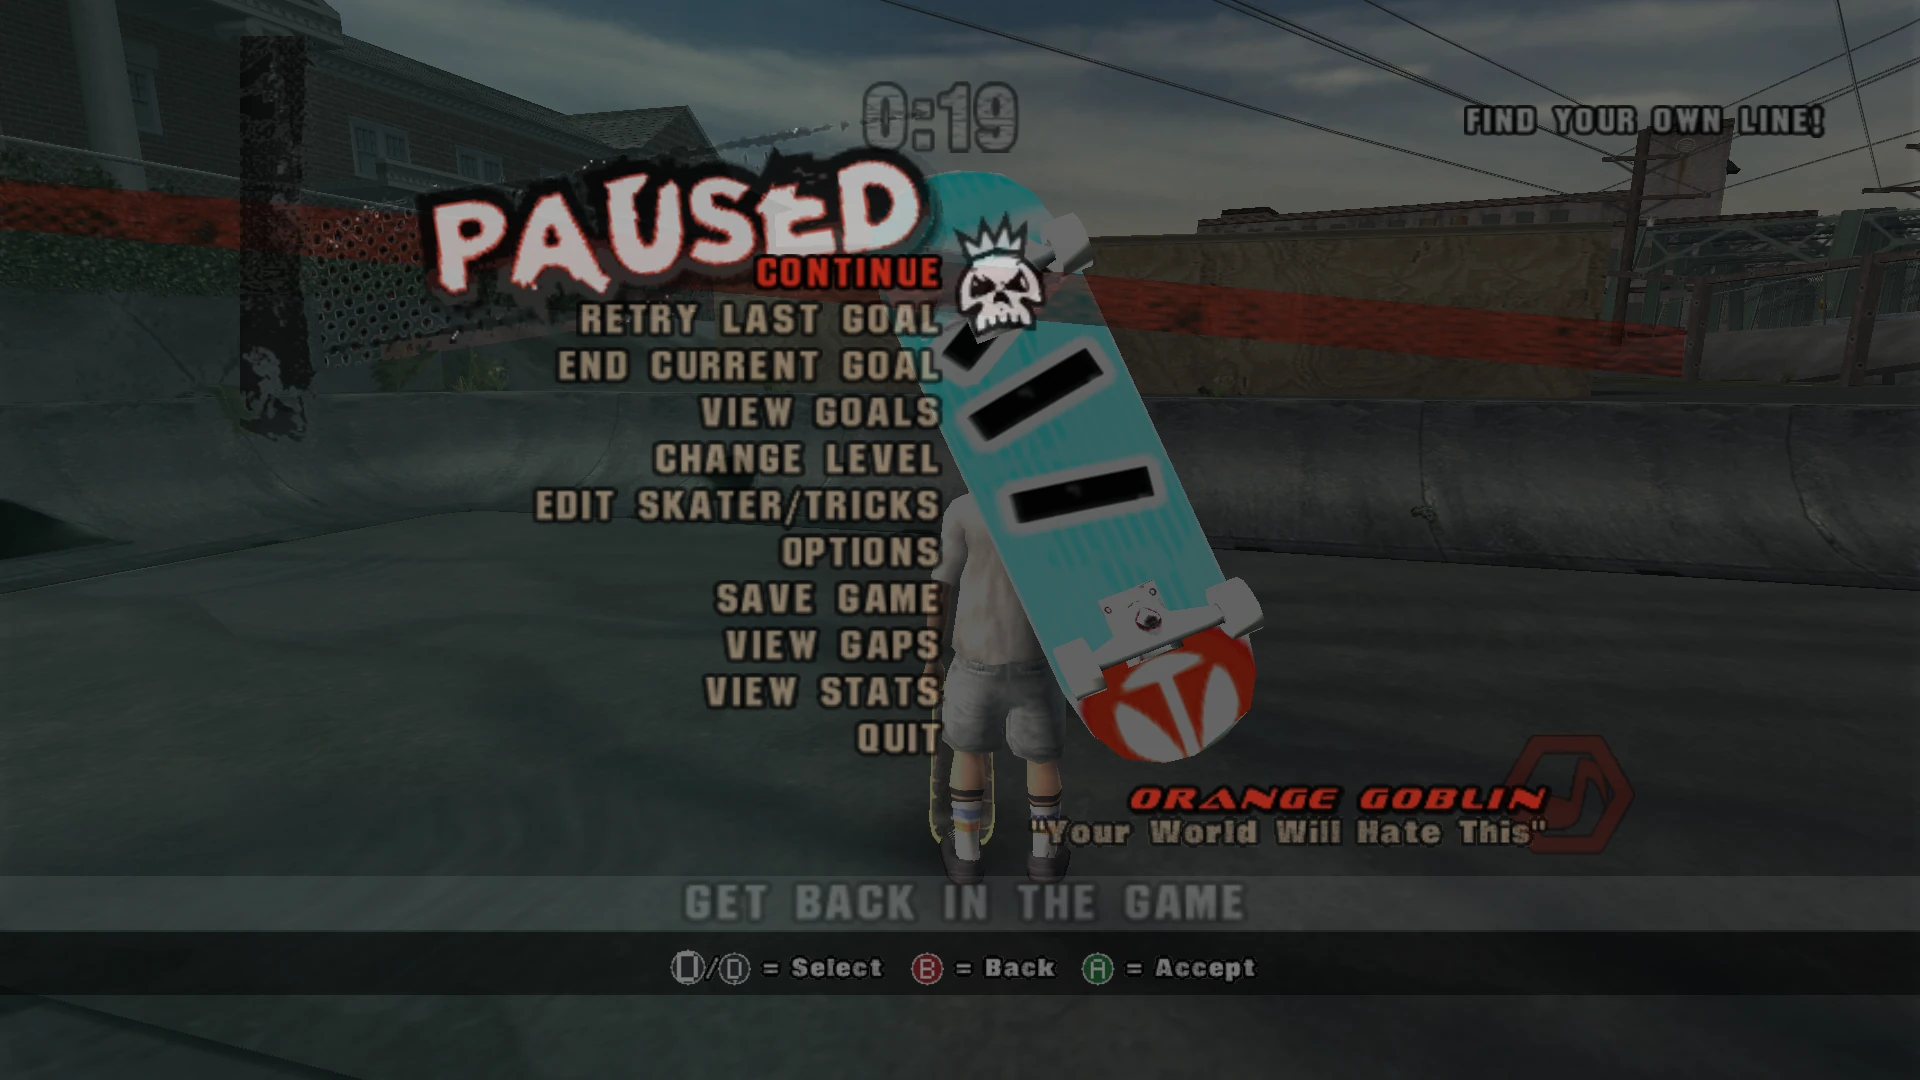 0:19
FIND YOUR OWN LINE!
PAUSED
CONTINUE
RETRY LAST GOAL
END CURRENT GOAL
VIEW GOALS
CHANGE LEVEL
EDIT SKATER/TRICKS
OPTIONS
SAVE GAME
VIEW GAPS
VIEW STATS
QUIT
ORANGE GOBLIN
"Your World Will Hate This"
GET BACK IN THE GAME
/D = Select B = Back A = Accept